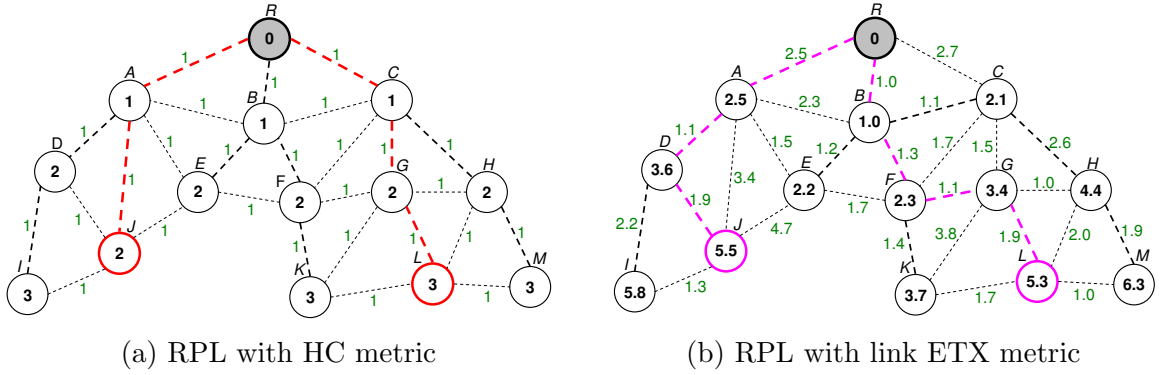 R
0
1
1
1
A
1
B
1
C
1
1
1
1
1
1
1
1
1
1
1
D
2
E
2
F
2
G
2
H
2
1
1
1
1
1
1
1
1
1
1
1
J
2
I
3
1
K
3
1
L
3
1
M
3
(a) RPL with HC metric
R
0
2.5
1.0
2.7
A
2.5
B
1.0
C
2.1
2.3
1.1
1.1
1.5
1.2
1.3
1.7
1.5
2.6
D
3.6
E
2.2
F
2.3
G
3.4
H
4.4
3.4
1.7
1.1
1.0
2.2
1.9
4.7
1.4
3.8
1.9
2.0
1.9
J
5.5
I
5.8
1.3
K
3.7
1.7
L
5.3
1.0
M
6.3
(b) RPL with link ETX metric